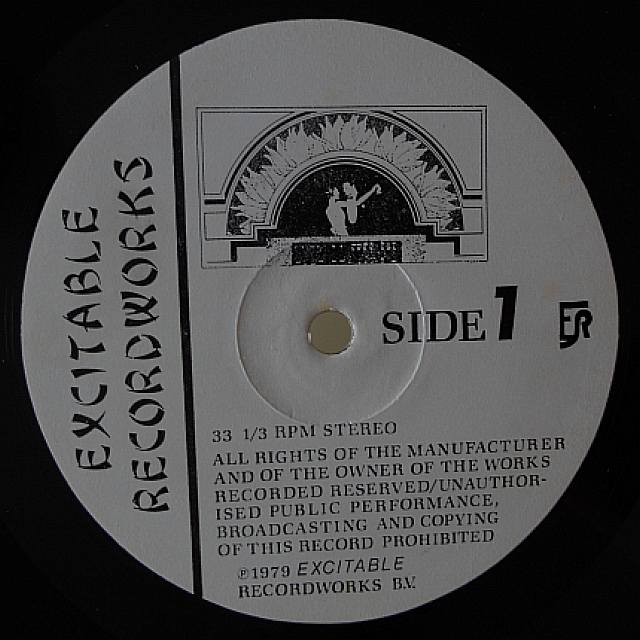 EXCITABLE
RECORDWORKS
SIDE 1
33 1/3 RPM STEREO
ALL RIGHTS OF THE MANUFACTURER
AND OF THE OWNER OF THE WORKS
RECORDED RESERVED/UNAUTHOR-
ISED PUBLIC PERFORMANCE,
BROADCASTING AND COPYING
OF THIS RECORD PROHIBITED
℗1979 EXCITABLE
RECORDWORKS B.V.